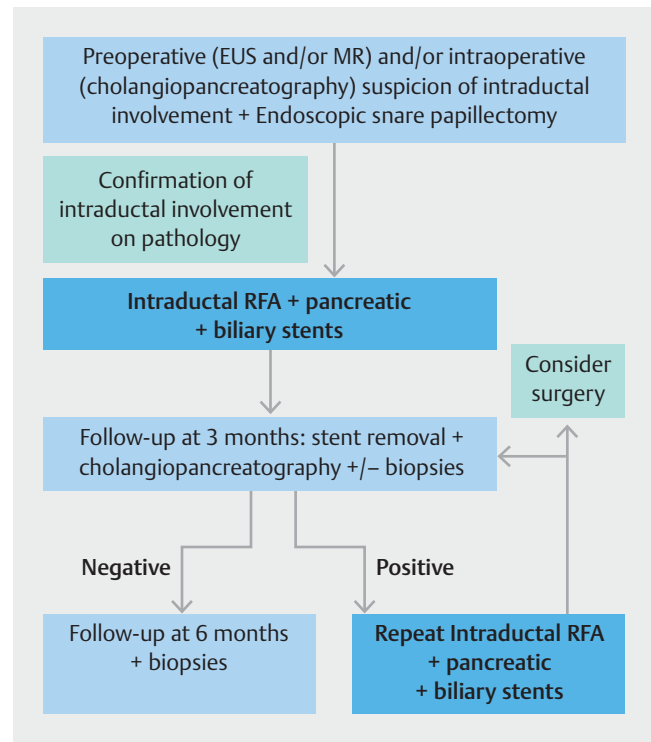 Preoperative (EUS and/or MR) and/or intraoperative
(cholangiopancreatography) suspicion of intraductal
involvement + Endoscopic snare papillectomy
Confirmation of
intraductal involvement
on pathology
Intraductal RFA + pancreatic
+ biliary stents
Consider
surgery
Follow-up at 3 months: stent removal +
cholangiopancreatography +/– biopsies
Negative
Positive
Follow-up at 6 months
+ biopsies
Repeat Intraductal RFA
+ pancreatic
+ biliary stents